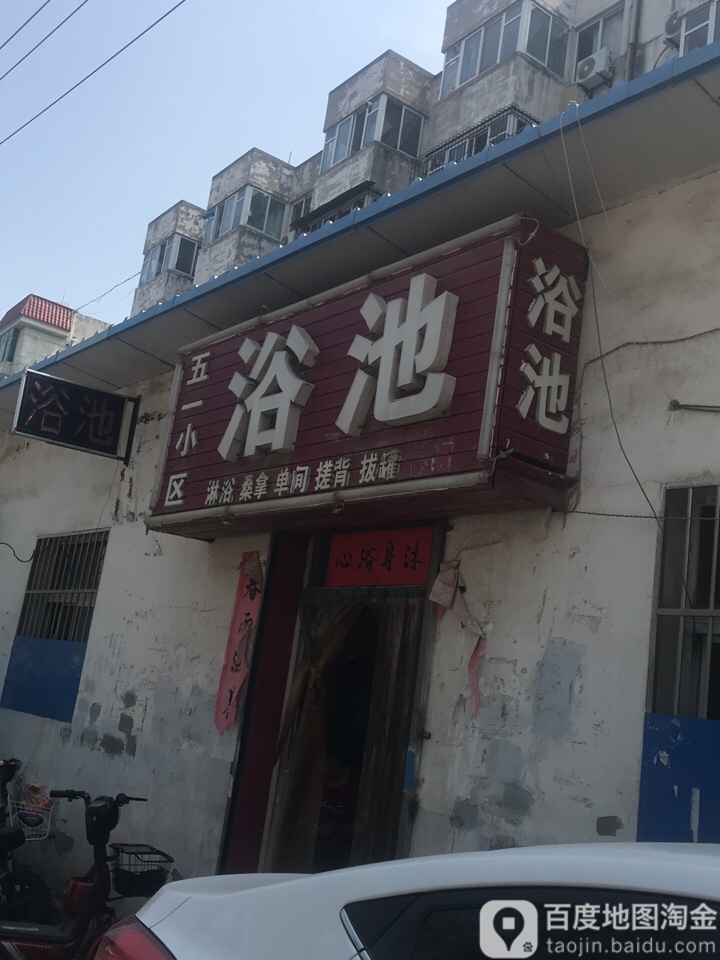 五一小区
浴池
淋浴 桑拿 单间 搓背 拔罐
浴池
浴池
沐身浴心
百度地图淘金
taojin.baidu.com